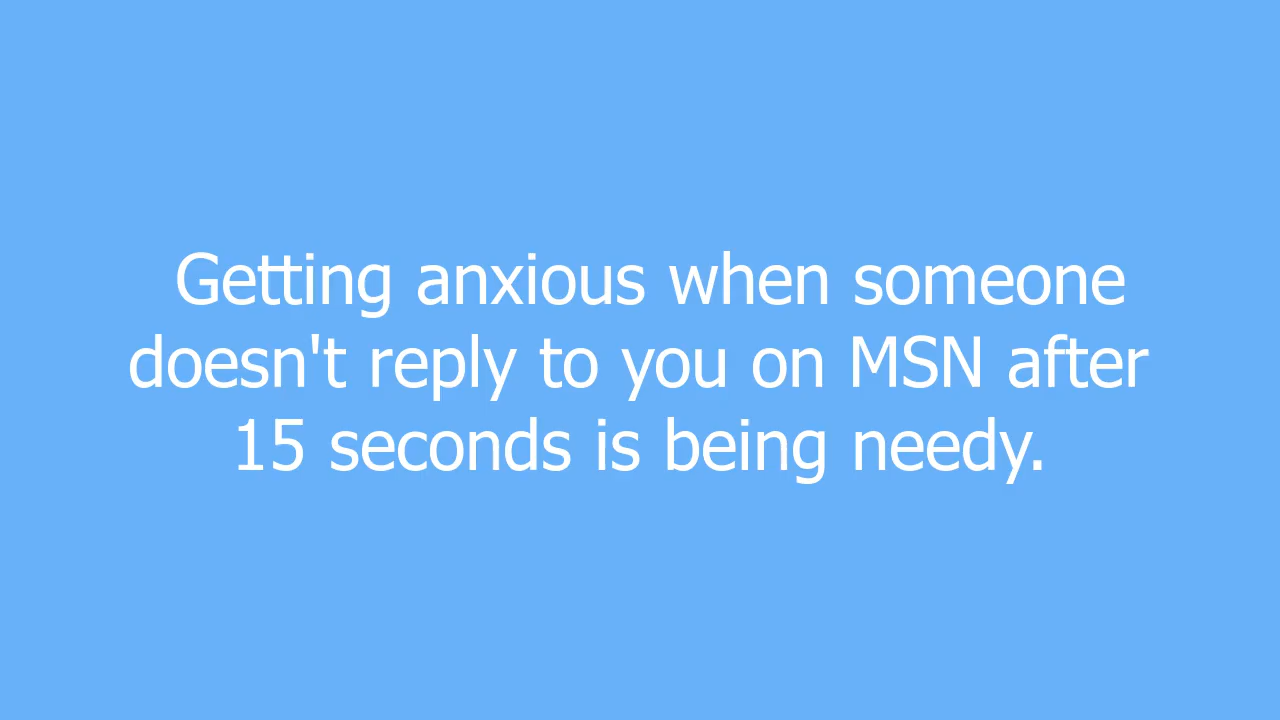 Getting anxious when someone
doesn't reply to you on MSN after
15 seconds is being needy.